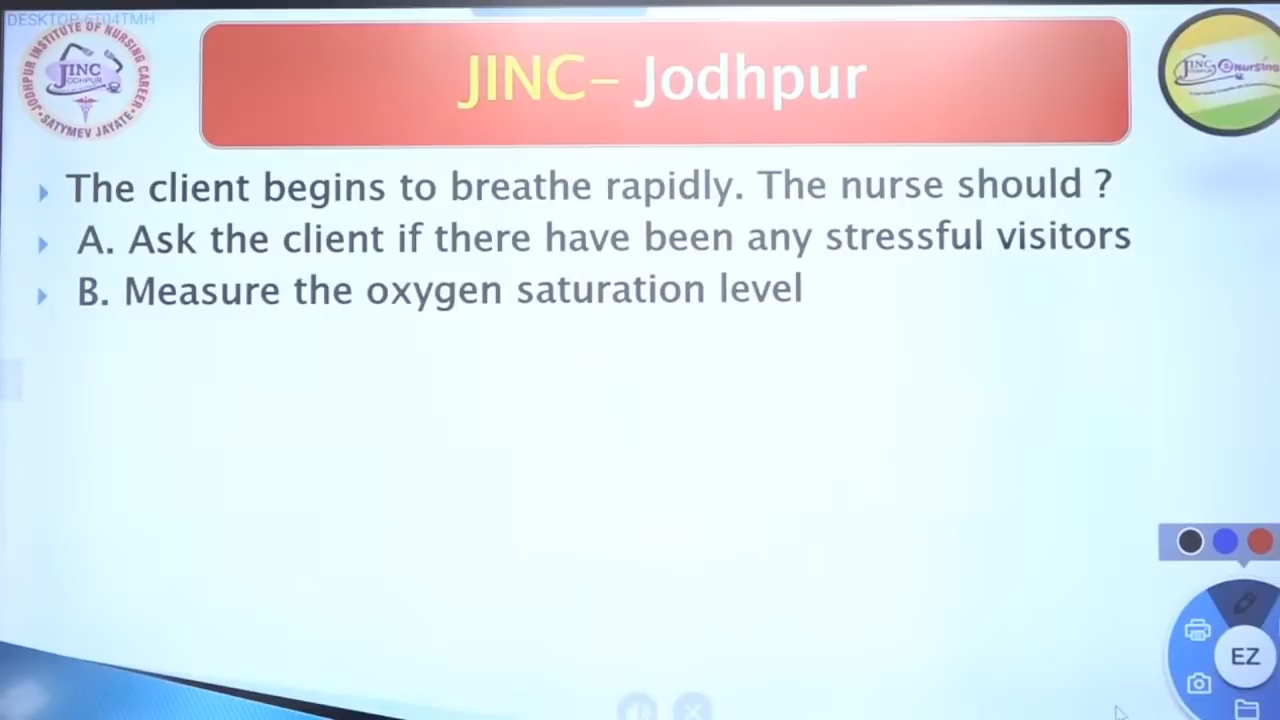 DESKTOP-6T04TMH
JODHPUR INSTITUTE OF NURSING CAREER
JINC
JODHPUR
SATYMEV JAYATE
JINC- Jodhpur
JINC
Nursing
The client begins to breathe rapidly. The nurse should ?
A. Ask the client if there have been any stressful visitors
B. Measure the oxygen saturation level
EZ